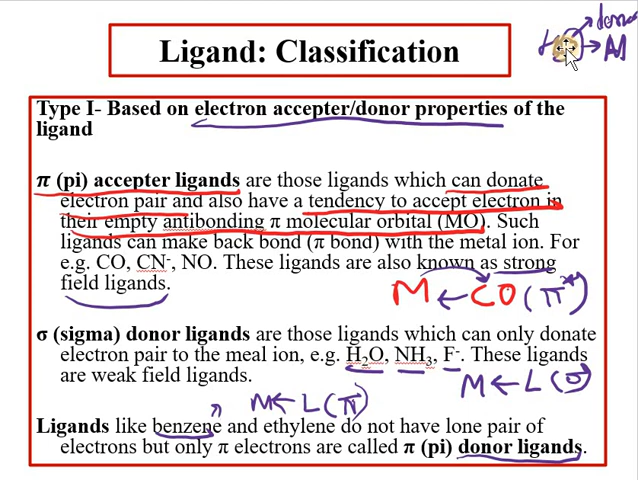 Ligand: Classification
donor
L → M
Type I- Based on electron accepter/donor properties of the
ligand
π (pi) accepter ligands are those ligands which can donate
electron pair and also have a tendency to accept electron in
their empty antibonding π molecular orbital (MO). Such
ligands can make back bond (π bond) with the metal ion. For
e.g. CO, CN⁻, NO. These ligands are also known as strong
field ligands.
M ← CO (π*)
σ (sigma) donor ligands are those ligands which can only donate
electron pair to the meal ion, e.g. H₂O, NH₃, F⁻. These ligands
are weak field ligands.
M ← L (σ)
M ← L (π)
Ligands like benzene and ethylene do not have lone pair of
electrons but only π electrons are called π (pi) donor ligands.